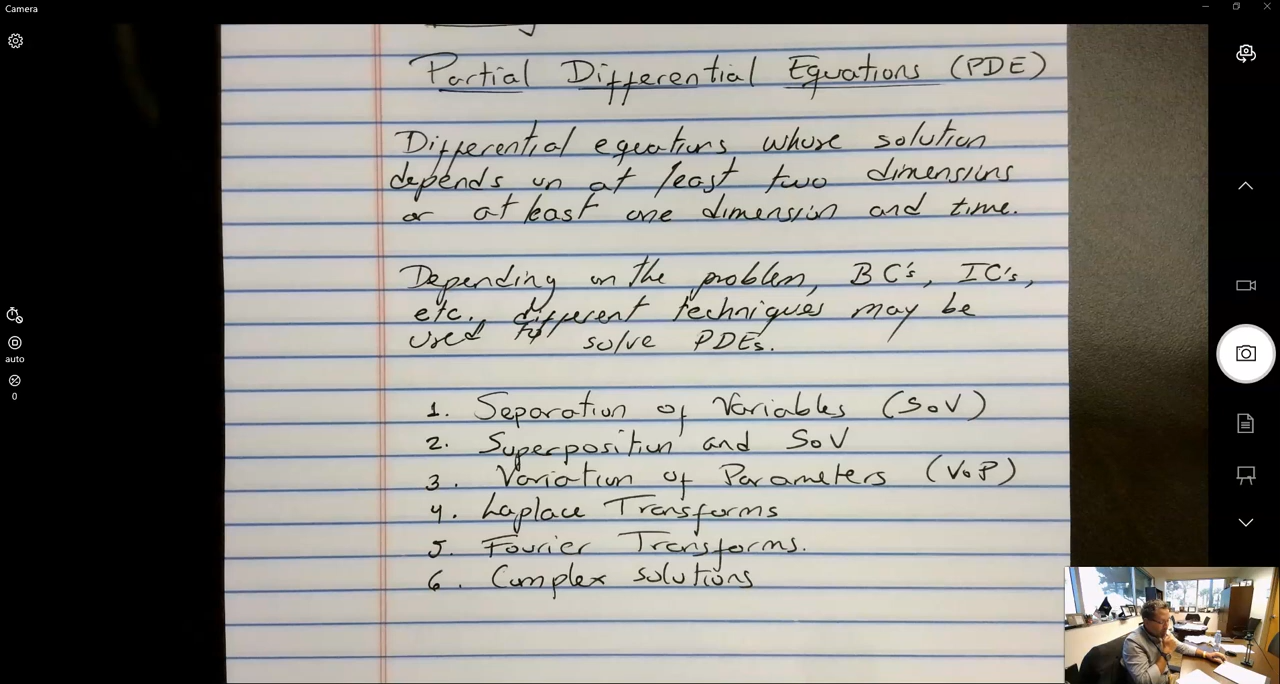 Camera
Partial Differential Equations (PDE)
Differential equations whose solution
depends on at least two dimensions
or at least one dimension and time.
Depending on the problem, BC's, IC's,
etc., different techniques may be
used to solve PDEs.
1. Separation of Variables (SoV)
2. Superposition and SoV
3. Variation of Parameters (VoP)
4. Laplace Transforms
5. Fourier Transforms.
6. Complex solutions
auto
0